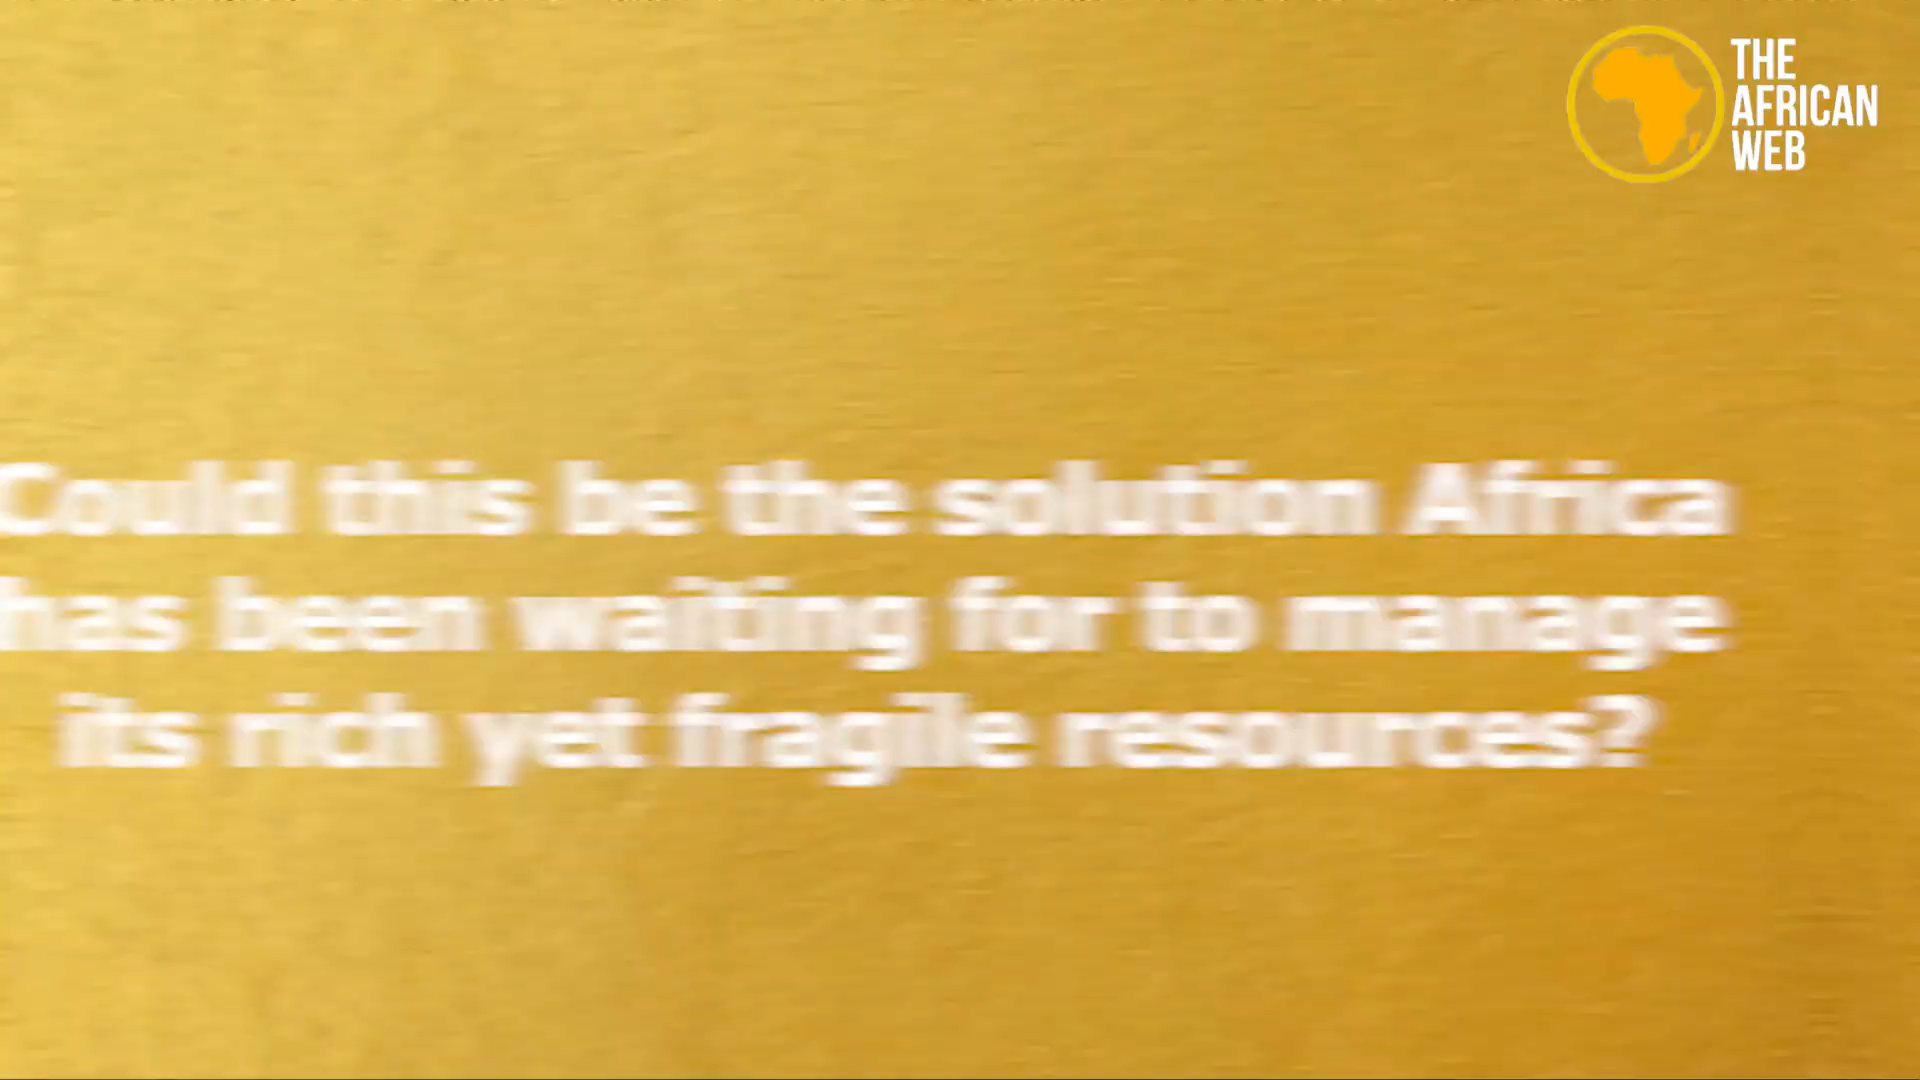 THE
AFRICAN
WEB
Could this be the solution Africa
has been waiting for to manage
its rich yet fragile resources?